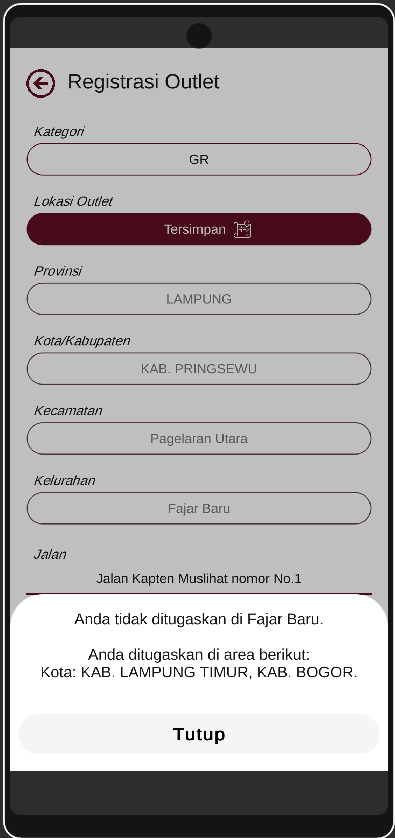 Registrasi Outlet
Kategori
GR
Lokasi Outlet
Tersimpan
Provinsi
LAMPUNG
Kota/Kabupaten
KAB. PRINGSEWU
Kecamatan
Pagelaran Utara
Kelurahan
Fajar Baru
Jalan
Jalan Kapten Muslihat nomor No.1
Anda tidak ditugaskan di Fajar Baru.
Anda ditugaskan di area berikut:
Kota: KAB. LAMPUNG TIMUR, KAB. BOGOR.
Tutup